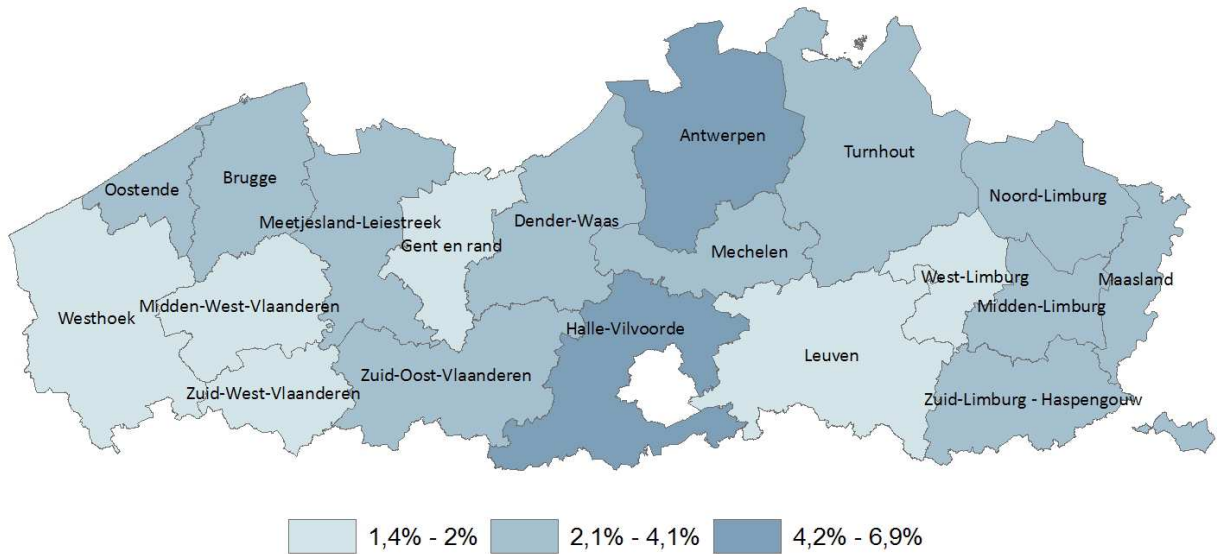 Antwerpen
Turnhout
Brugge
Oostende
Noord-Limburg
Meetjesland-Leiestreek
Dender-Waas
Gent en rand
Mechelen
West-Limburg
Maasland
Midden-West-Vlaanderen
Midden-Limburg
Westhoek
Halle-Vilvoorde
Leuven
Zuid-Oost-Vlaanderen
Zuid-West-Vlaanderen
Zuid-Limburg - Haspengouw
1,4% - 2%
2,1% - 4,1%
4,2% - 6,9%